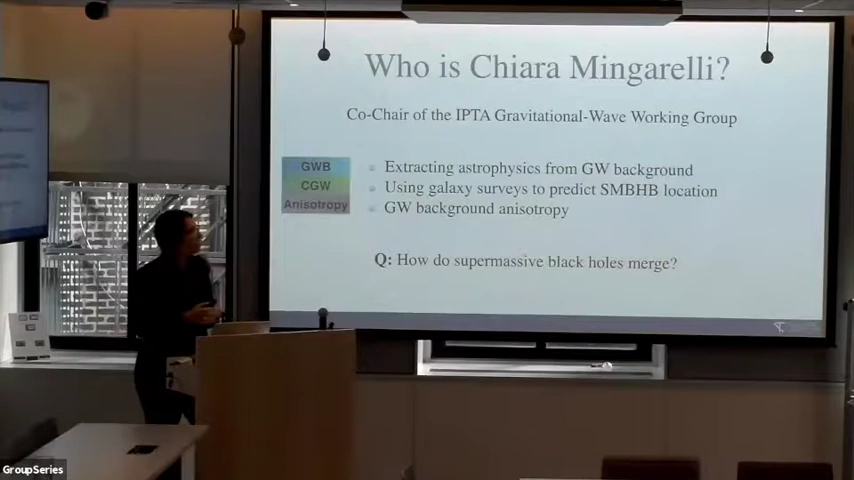 Who is Chiara Mingarelli?
Co-Chair of the IPTA Gravitational-Wave Working Group
GWB
CGW
Anisotropy
Extracting astrophysics from GW background
Using galaxy surveys to predict SMBHB location
GW background anisotropy
Q: How do supermassive black holes merge?
GroupSeries